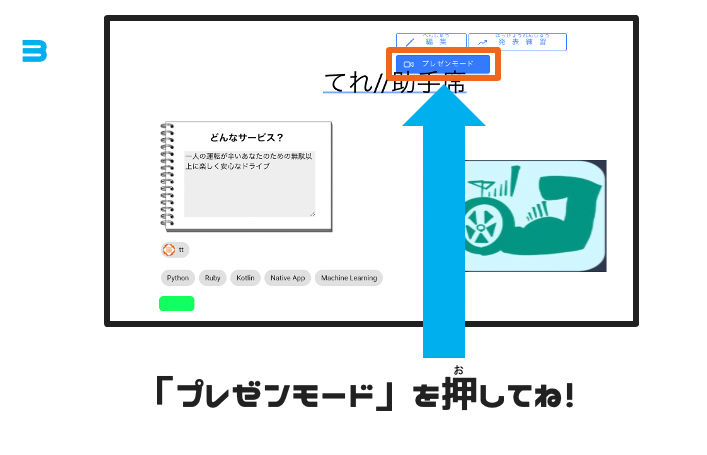 3
へんしゅう
編集
はっぴょうれんしゅう
発表練習
プレゼンモード
てれ//助手席
どんなサービス？
一人の運転が辛いあなたのための無駄以
上に楽しく安心なドライブ
tt
Python
Ruby
Kotlin
Native App
Machine Learning
お
「プレゼンモード」を押してね!